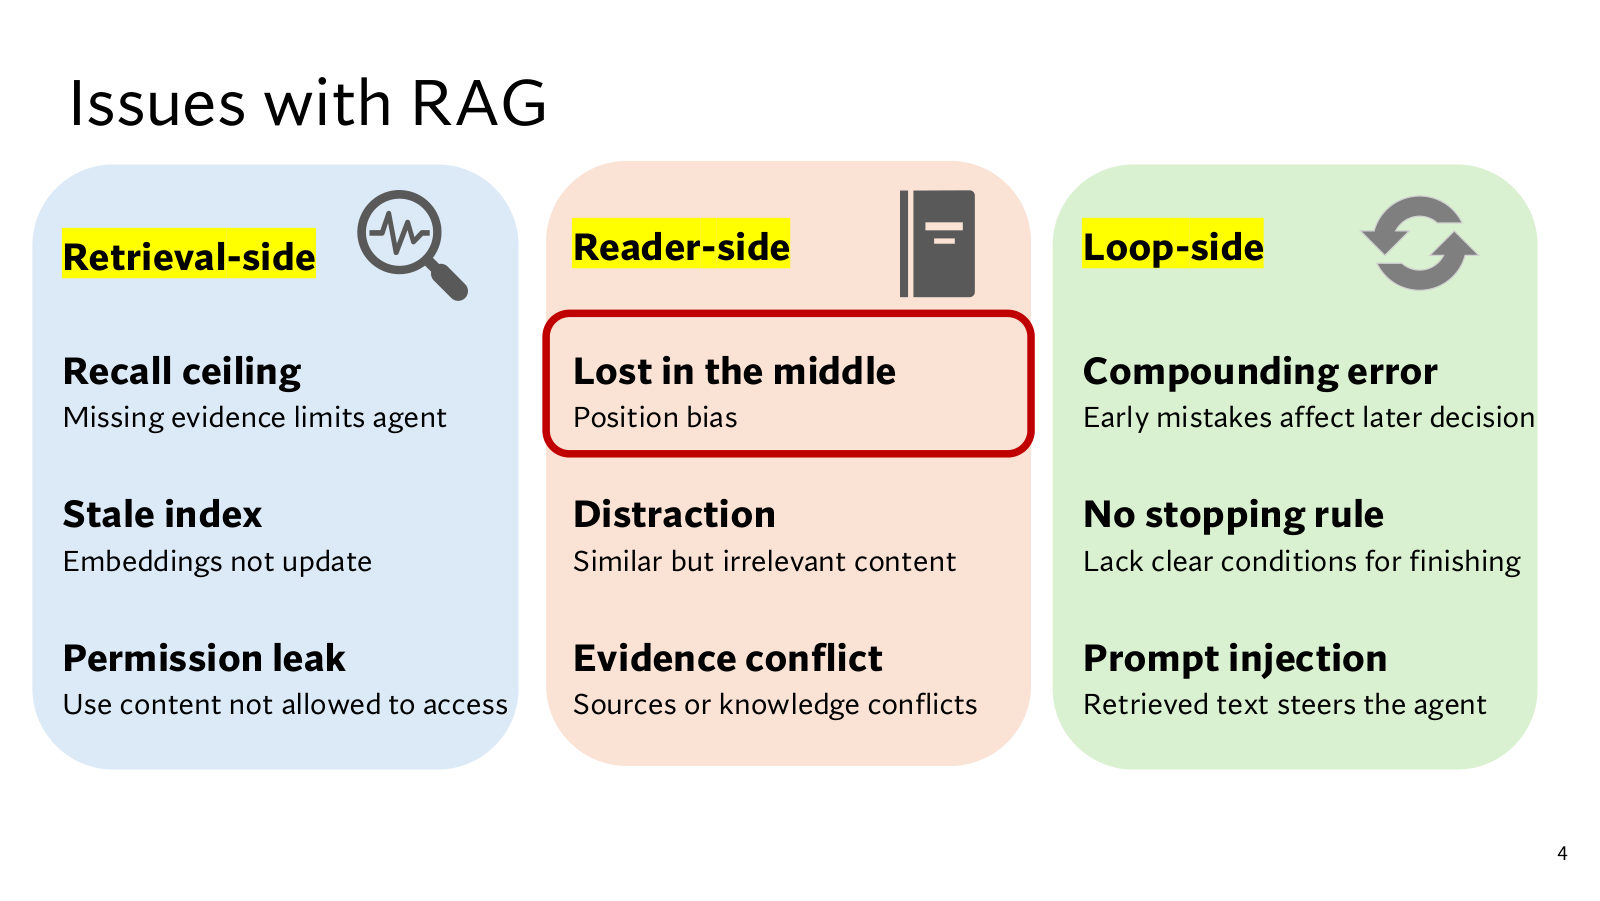 Issues with RAG
Retrieval-side
Recall ceiling
Missing evidence limits agent
Stale index
Embeddings not update
Permission leak
Use content not allowed to access
Reader-side
Lost in the middle
Position bias
Distraction
Similar but irrelevant content
Evidence conflict
Sources or knowledge conflicts
Loop-side
Compounding error
Early mistakes affect later decision
No stopping rule
Lack clear conditions for finishing
Prompt injection
Retrieved text steers the agent
4